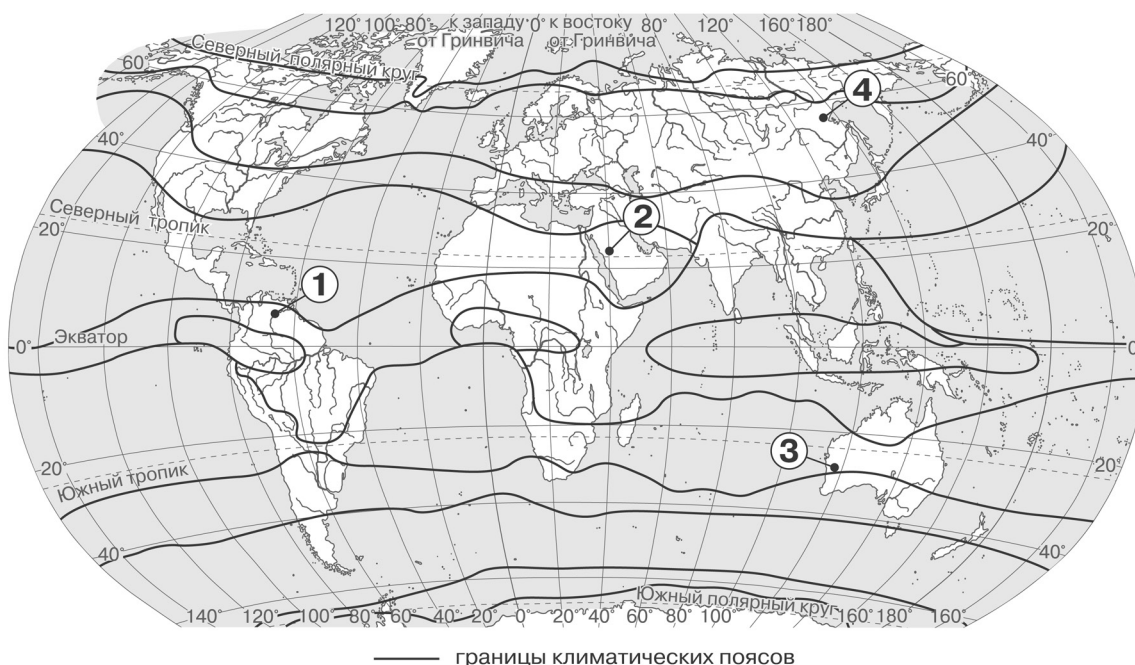 120° 100° 80° к западу 0° к востоку 80° 120° 160° 180°
от Гринвича от Гринвича
Северный полярный круг
60° 60°
4
40° 40°
Северный тропик
2
20° 20°
1
Экватор
0° 0°
3
20° 20°
Южный тропик
40° 40°
Южный полярный круг
140° 120° 100° 80° 60° 40° 20° 0 20° 40° 60° 80° 100° 160° 180° 160°
границы климатических поясов